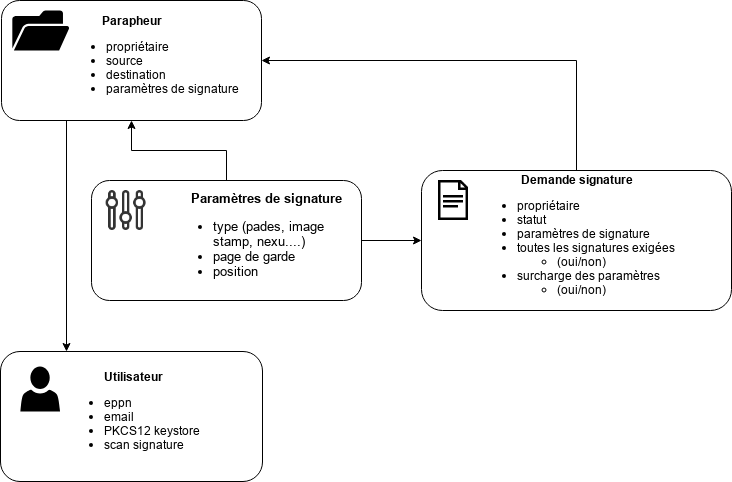 Parapheur
propriétaire
source
destination
paramètres de signature
Paramètres de signature
type (pades, image
stamp, nexu....)
page de garde
position
Demande signature
propriétaire
statut
paramètres de signature
toutes les signatures exigées
(oui/non)
surcharge des paramètres
(oui/non)
Utilisateur
eppn
email
PKCS12 keystore
scan signature